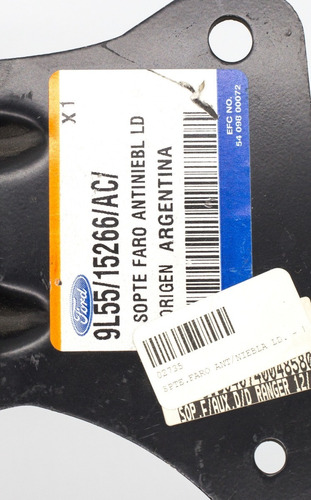 X 1
Ford
9L55/15266/AC/
SOPTE FARO ANTINIEBL LD
ORIGEN ARGENTINA
EFC NO.
54 098 00072
02735
SPTE.FARO ANT/NIEBLA LD.
SOP.F/AUX.D/D RANGER 12/